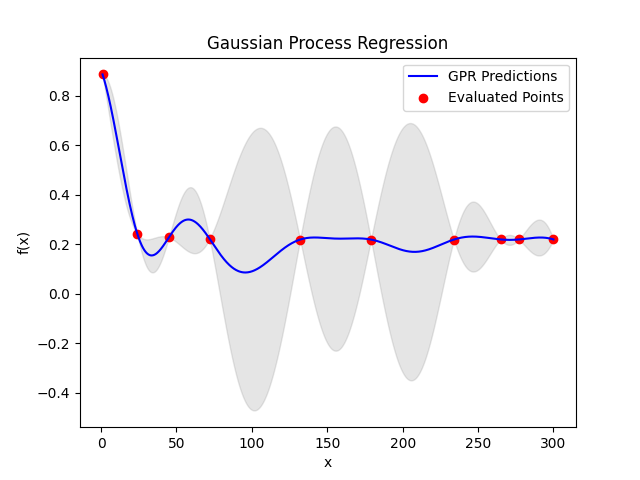 Gaussian Process Regression
GPR Predictions
Evaluated Points
f(x)
0.8
0.6
0.4
0.2
0.0
−0.2
−0.4
0 50 100 150 200 250 300
x